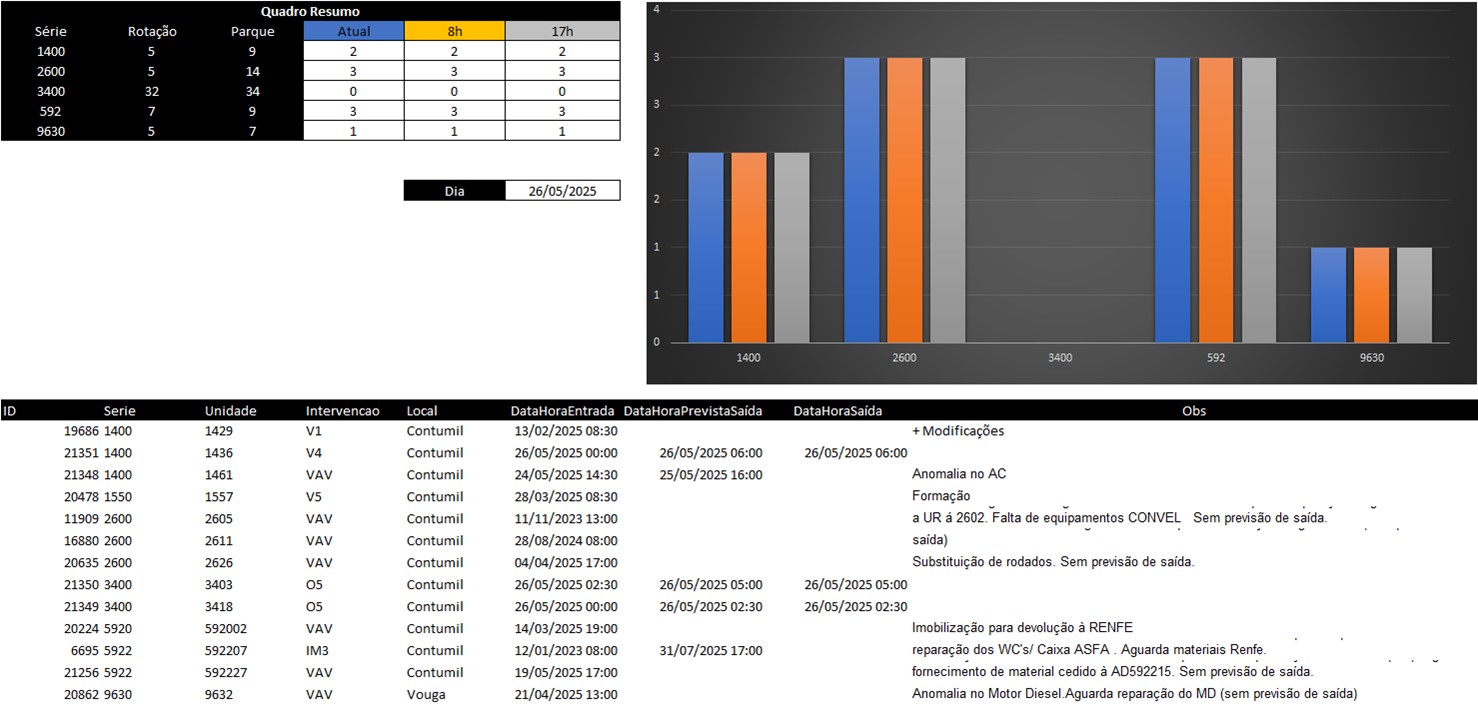 Quadro Resumo
Série Rotação Parque Atual 8h 17h
1400 5 9 2 2 2
2600 5 14 3 3 3
3400 32 34 0 0 0
592 7 9 3 3 3
9630 5 7 1 1 1
Dia 26/05/2025
4
3
3
2
2
1
1
0
1400 2600 3400 592 9630
ID Serie Unidade Intervencao Local DataHoraEntrada DataHoraPrevistaSaída DataHoraSaída Obs
19686 1400 1429 V1 Contumil 13/02/2025 08:30 + Modificações
21351 1400 1436 V4 Contumil 26/05/2025 00:00 26/05/2025 06:00 26/05/2025 06:00
21348 1400 1461 VAV Contumil 24/05/2025 14:30 25/05/2025 16:00 Anomalia no AC
20478 1550 1557 V5 Contumil 28/03/2025 08:30 Formação
11909 2600 2605 VAV Contumil 11/11/2023 13:00 a UR á 2602. Falta de equipamentos CONVEL Sem previsão de saída.
16880 2600 2611 VAV Contumil 28/08/2024 08:00 saída)
20635 2600 2626 VAV Contumil 04/04/2025 17:00 Substituição de rodados. Sem previsão de saída.
21350 3400 3403 O5 Contumil 26/05/2025 02:30 26/05/2025 05:00 26/05/2025 05:00
21349 3400 3418 O5 Contumil 26/05/2025 00:00 26/05/2025 02:30 26/05/2025 02:30
20224 5920 592002 VAV Contumil 14/03/2025 19:00 Imobilização para devolução à RENFE
6695 5922 592207 IM3 Contumil 12/01/2023 08:00 31/07/2025 17:00 reparação dos WC's/ Caixa ASFA . Aguarda materiais Renfe.
21256 5922 592227 VAV Contumil 19/05/2025 17:00 fornecimento de material cedido à AD592215. Sem previsão de saída.
20862 9630 9632 VAV Vouga 21/04/2025 13:00 Anomalia no Motor Diesel.Aguarda reparação do MD (sem previsão de saída)